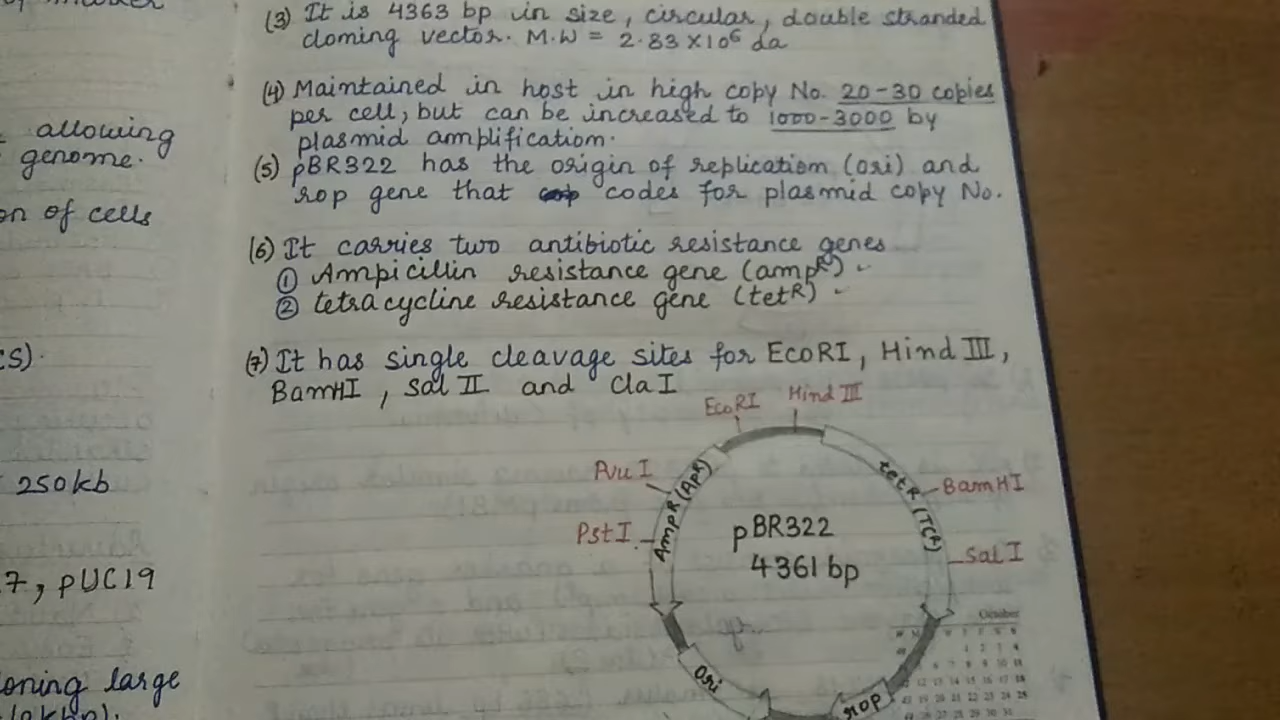 allowing
genome.
on of cells
CS).
250kb
7, pUC19
oning large
(3) It is 4363 bp in size, circular, double stranded
cloning vector. M.W = 2.83 X10⁶ da
(4) Maintained in host in high copy No. 20-30 copies
per cell, but can be increased to 1000-3000 by
plasmid amplification.
(5) pBR322 has the origin of replication (ori) and
rop gene that codes for plasmid copy No.
(6) It carries two antibiotic resistance genes
① Ampicillin resistance gene (ampᴿ)
② tetracycline resistance gene (tetᴿ)
(7) It has single cleavage sites for EcoRI, Hind III,
BamHI, Sal II and Cla I
EcoRI Hind III
Pvu I
PstI
AmpR (Apᴿ)
tetR (TCᴿ)
BamHI
Sal I
pBR322
4361 bp
Ori
rop
October